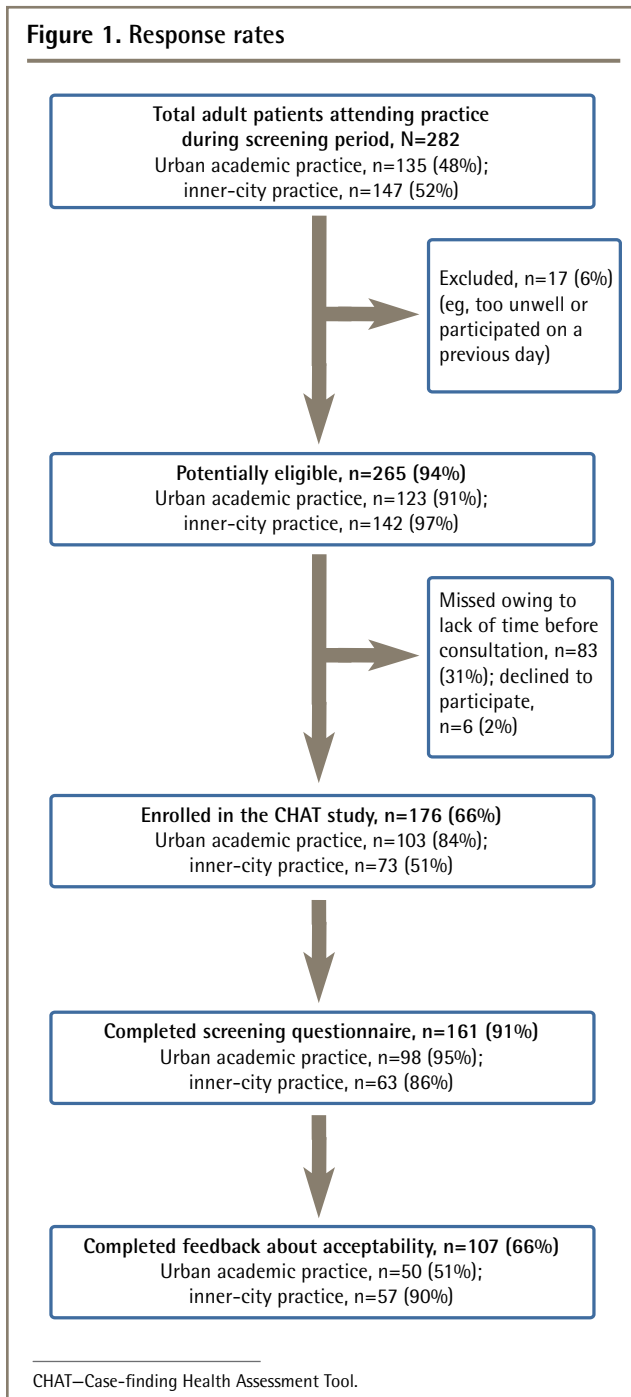 Figure 1. Response rates
Total adult patients attending practice
during screening period, N=282
Urban academic practice, n=135 (48%);
inner-city practice, n=147 (52%)
Excluded, n=17 (6%)
(eg, too unwell or
participated on a
previous day)
Potentially eligible, n=265 (94%)
Urban academic practice, n=123 (91%);
inner-city practice, n=142 (97%)
Missed owing to
lack of time before
consultation, n=83
(31%); declined to
participate,
n=6 (2%)
Enrolled in the CHAT study, n=176 (66%)
Urban academic practice, n=103 (84%);
inner-city practice, n=73 (51%)
Completed screening questionnaire, n=161 (91%)
Urban academic practice, n=98 (95%);
inner-city practice, n=63 (86%)
Completed feedback about acceptability, n=107 (66%)
Urban academic practice, n=50 (51%);
inner-city practice, n=57 (90%)
CHAT—Case-finding Health Assessment Tool.